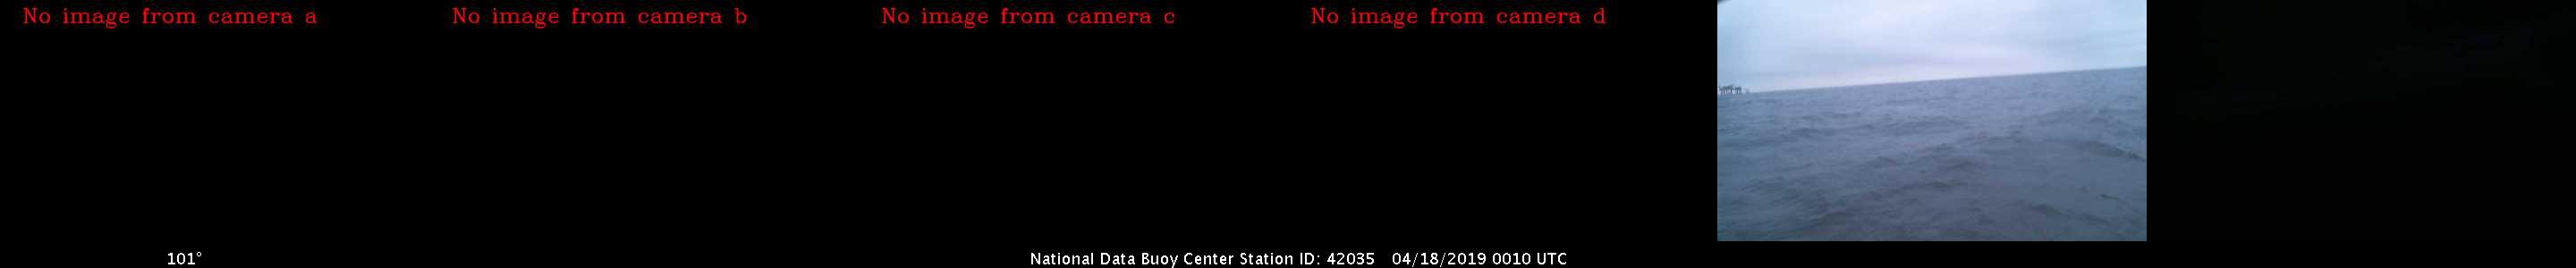 No image from camera a
No image from camera b
No image from camera c
No image from camera d
101°
National Data Buoy Center Station ID: 42035 04/18/2019 0010 UTC